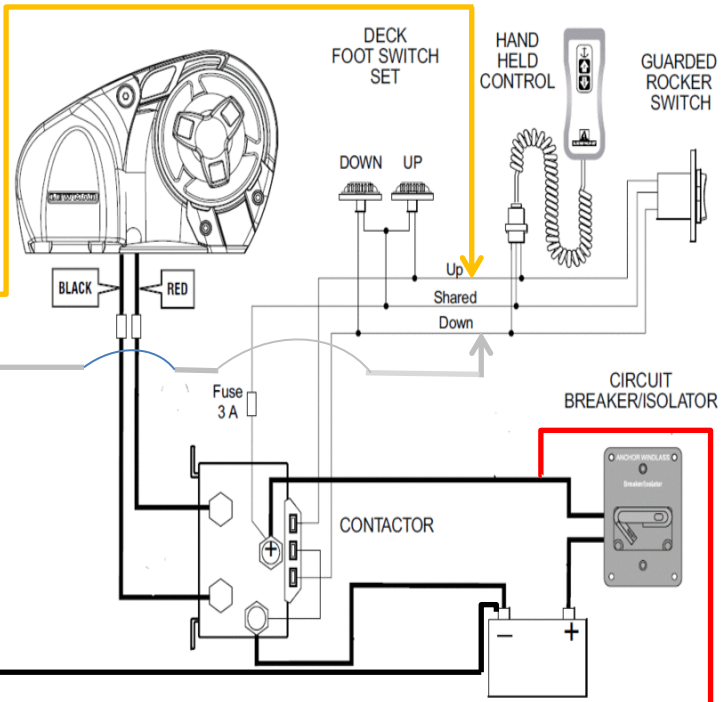 DECK
FOOT SWITCH
SET
HAND
HELD
CONTROL
GUARDED
ROCKER
SWITCH
DOWN UP
LEWMAR
BLACK
RED
Up
Shared
Down
Fuse
3 A
CIRCUIT
BREAKER/ISOLATOR
ANCHOR WINDLASS
Breaker/Isolator
CONTACTOR
+
− +